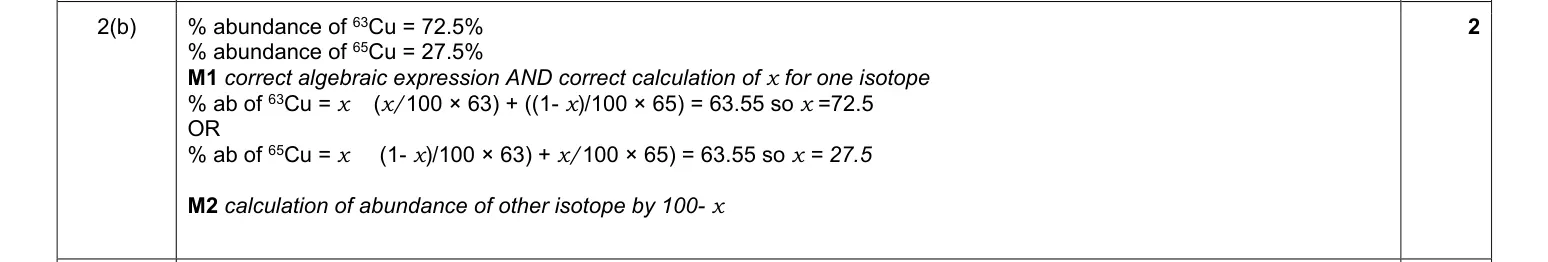 2(b)
% abundance of ⁶³Cu = 72.5%
% abundance of ⁶⁵Cu = 27.5%
M1 correct algebraic expression AND correct calculation of x for one isotope
% ab of ⁶³Cu = x (x/100 × 63) + ((1- x)/100 × 65) = 63.55 so x =72.5
OR
% ab of ⁶⁵Cu = x (1- x)/100 × 63) + x/100 × 65) = 63.55 so x = 27.5
M2 calculation of abundance of other isotope by 100- x
2